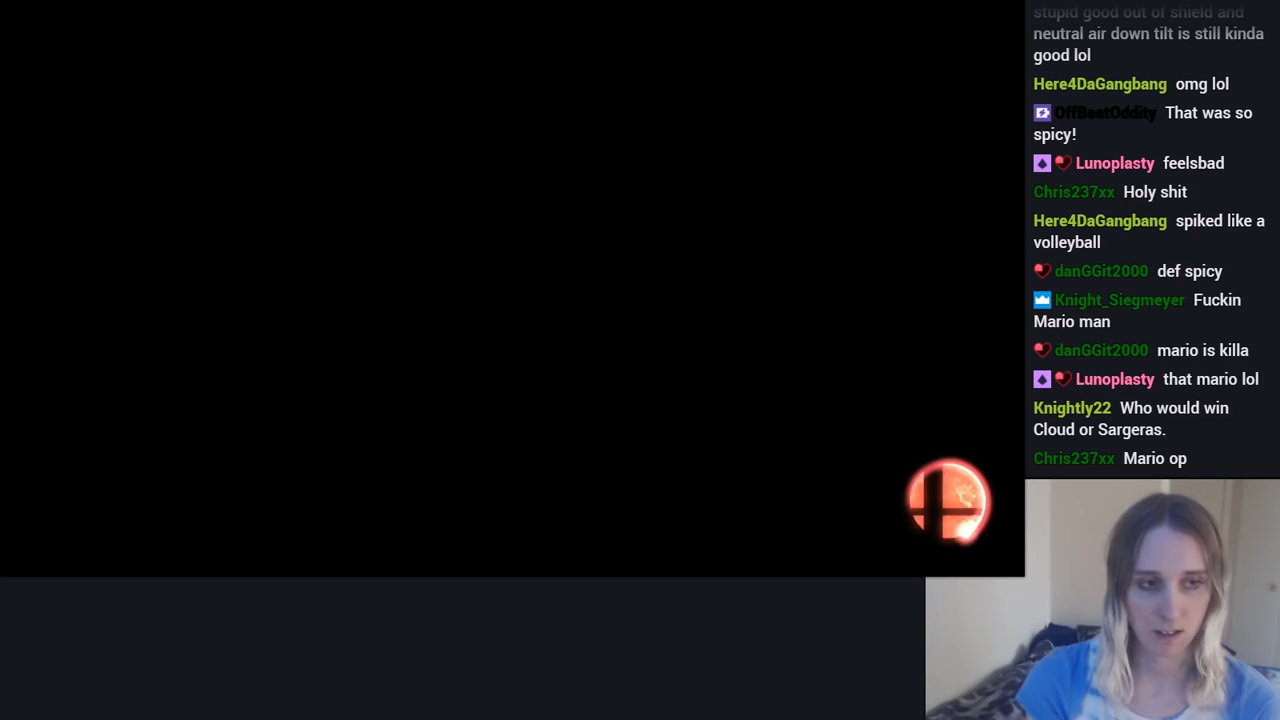 stupid good out of shield and
neutral air down tilt is still kinda
good lol
Here4DaGangbang omg lol
OffBeatOddity That was so
spicy!
Lunoplasty feelsbad
Chris237xx Holy shit
Here4DaGangbang spiked like a
volleyball
danGGit2000 def spicy
Knight_Siegmeyer Fuckin
Mario man
danGGit2000 mario is killa
Lunoplasty that mario lol
Knightly22 Who would win
Cloud or Sargeras.
Chris237xx Mario op